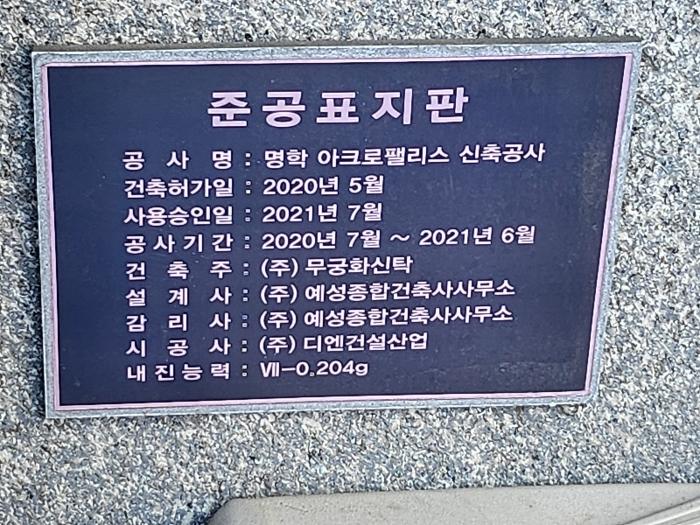 준공표지판
공 사 명 : 명학 아크로팰리스 신축공사
건축허가일 : 2020년 5월
사용승인일 : 2021년 7월
공사기간 : 2020년 7월 ~ 2021년 6월
건 축 주 : (주) 무궁화신탁
설 계 사 : (주) 예성종합건축사사무소
감 리 사 : (주) 예성종합건축사사무소
시 공 사 : (주) 디엔건설산업
내진능력 : Ⅶ-0.204g